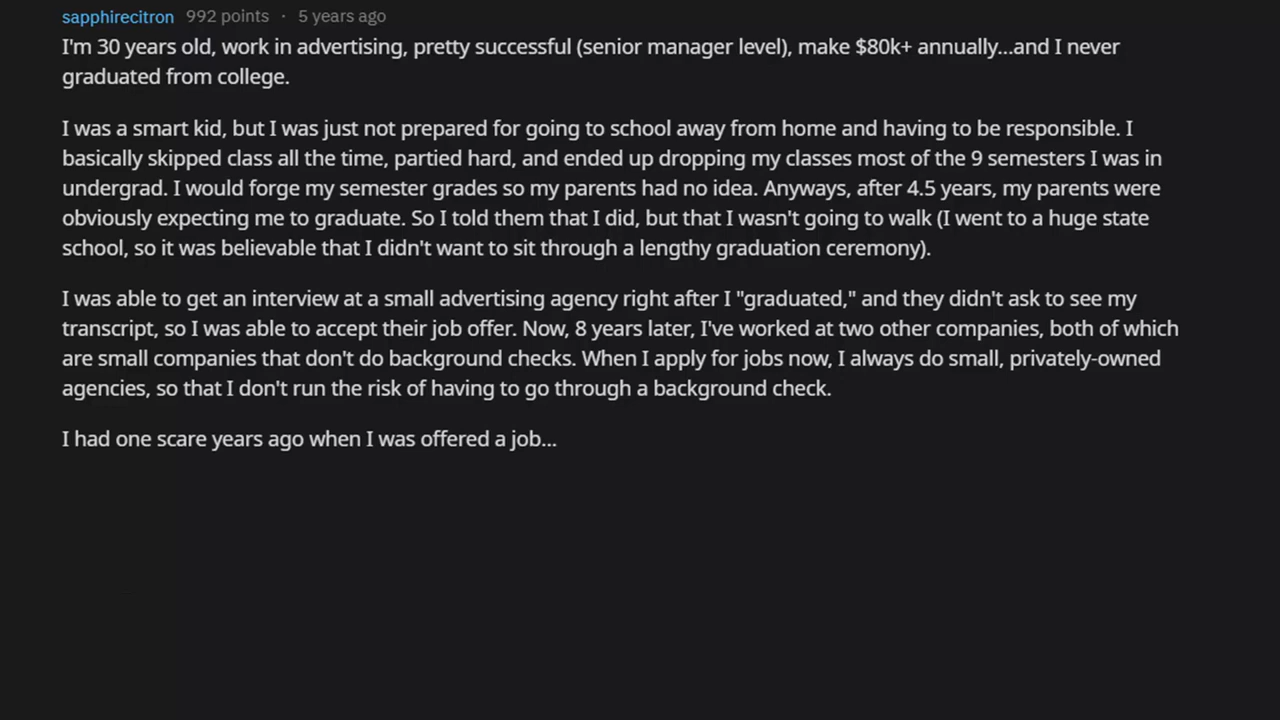 sapphirecitron 992 points · 5 years ago
I'm 30 years old, work in advertising, pretty successful (senior manager level), make $80k+ annually...and I never
graduated from college.
I was a smart kid, but I was just not prepared for going to school away from home and having to be responsible. I
basically skipped class all the time, partied hard, and ended up dropping my classes most of the 9 semesters I was in
undergrad. I would forge my semester grades so my parents had no idea. Anyways, after 4.5 years, my parents were
obviously expecting me to graduate. So I told them that I did, but that I wasn't going to walk (I went to a huge state
school, so it was believable that I didn't want to sit through a lengthy graduation ceremony).
I was able to get an interview at a small advertising agency right after I "graduated," and they didn't ask to see my
transcript, so I was able to accept their job offer. Now, 8 years later, I've worked at two other companies, both of which
are small companies that don't do background checks. When I apply for jobs now, I always do small, privately-owned
agencies, so that I don't run the risk of having to go through a background check.
I had one scare years ago when I was offered a job...